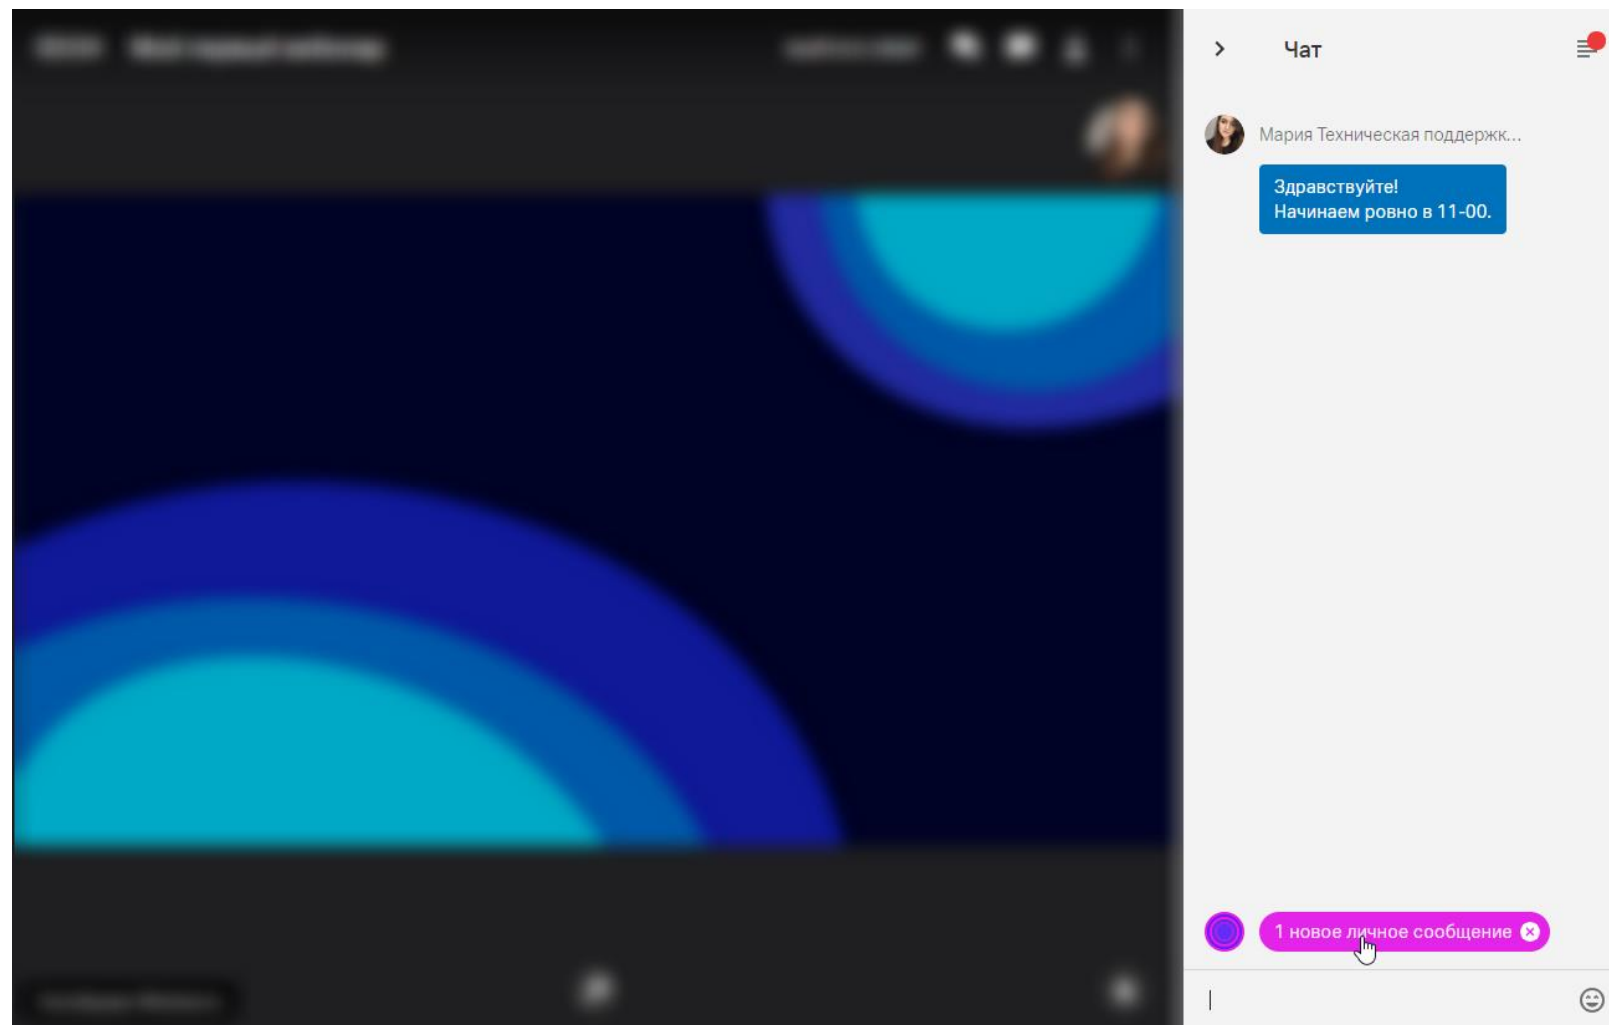 Чат
Мария Техническая поддержк...
Здравствуйте!
Начинаем ровно в 11-00.
1 новое личное сообщение